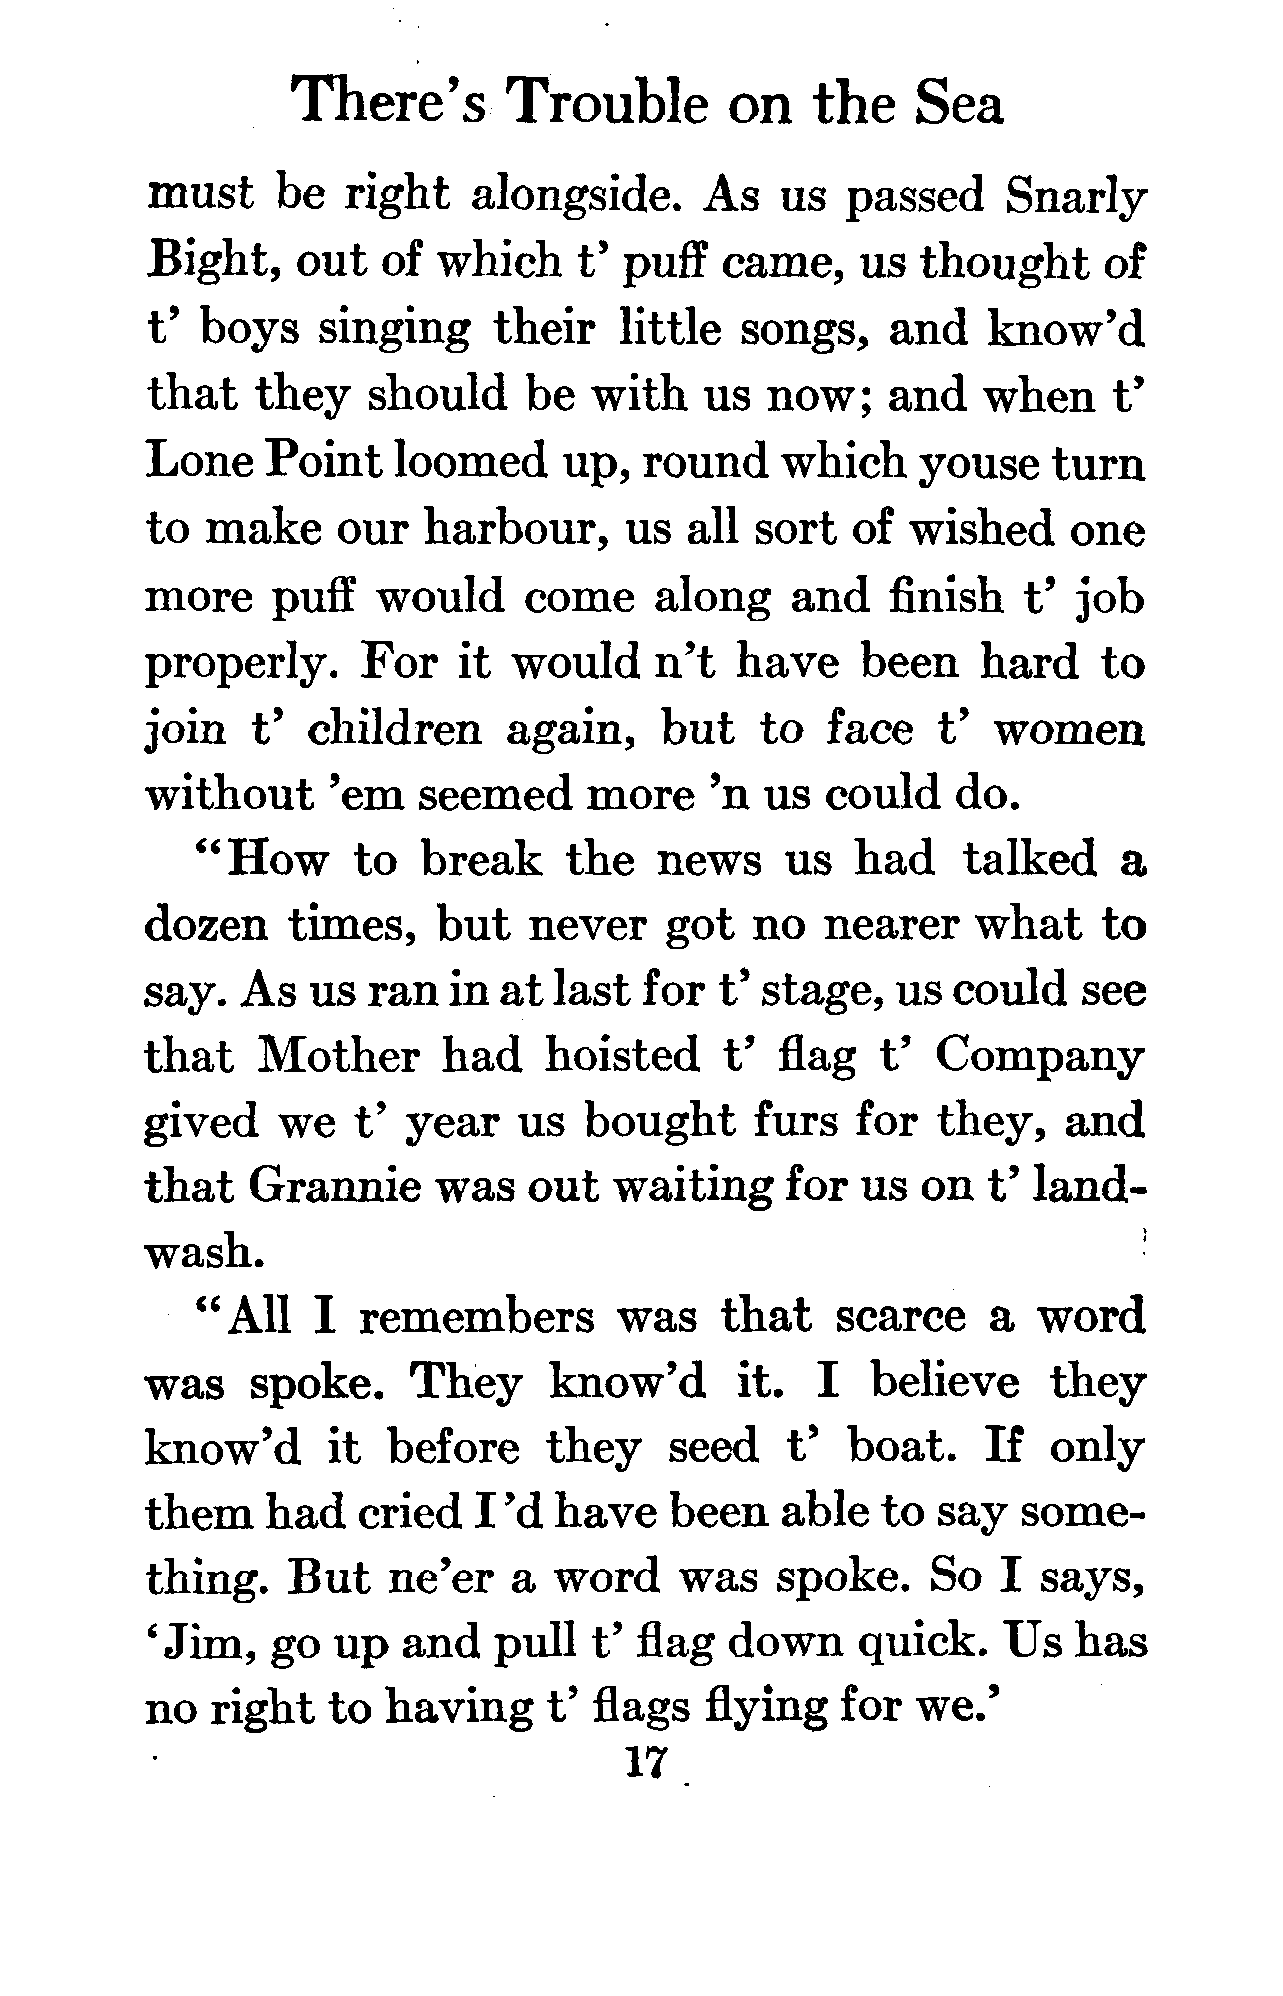 There's Trouble on the Sea
must be right alongside. As us passed Snarly
Bight, out of which t' puff came, us thought of
t' boys singing their little songs, and know'd
that they should be with us now; and when t'
Lone Point loomed up, round which youse turn
to make our harbour, us all sort of wished one
more puff would come along and finish t' job
properly. For it would n't have been hard to
join t' children again, but to face t' women
without 'em seemed more 'n us could do.
"How to break the news us had talked a
dozen times, but never got no nearer what to
say. As us ran in at last for t' stage, us could see
that Mother had hoisted t' flag t' Company
gived we t' year us bought furs for they, and
that Grannie was out waiting for us on t' land-
wash.
"All I remembers was that scarce a word
was spoke. They know'd it. I believe they
know'd it before they seed t' boat. If only
them had cried I 'd have been able to say some-
thing. But ne'er a word was spoke. So I says,
'Jim, go up and pull t' flag down quick. Us has
no right to having t' flags flying for we.'
17